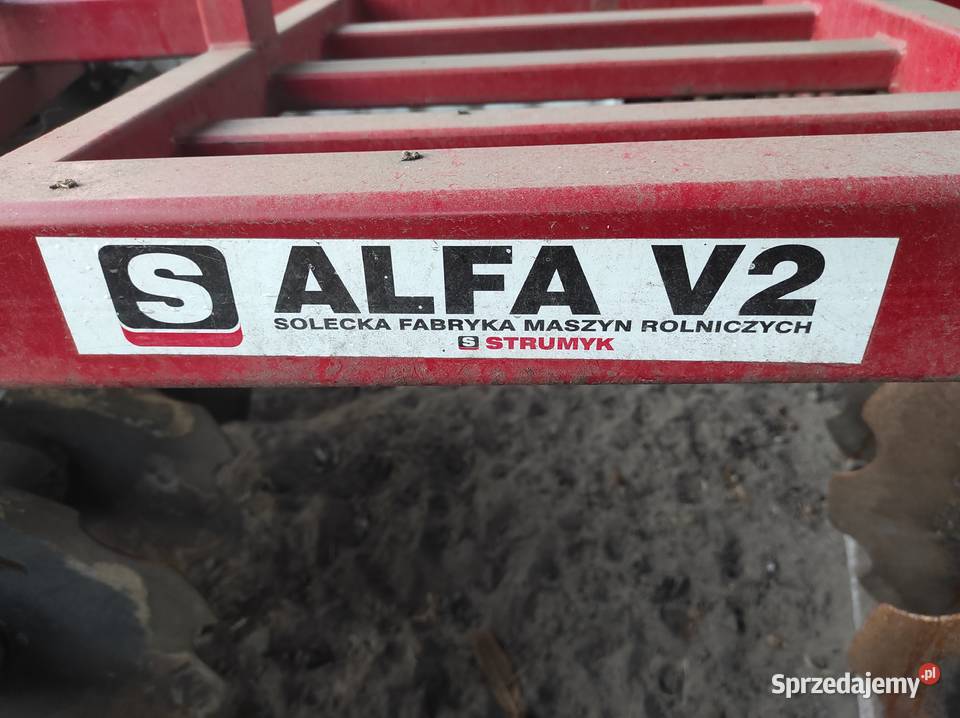 S ALFA V2
SOLECKA FABRYKA MASZYN ROLNICZYCH
S STRUMYK
Sprzedajemy.pl